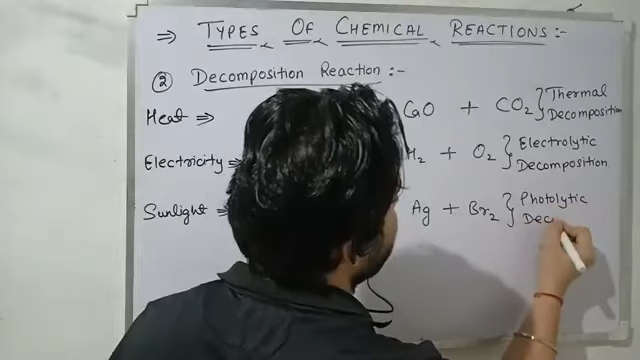 ⇒ TYPES OF CHEMICAL REACTIONS :-
② Decomposition Reaction :-
Heat ⇒ CaO + CO₂ } Thermal
Decomposition
Electricity ⇒ H₂ + O₂ } Electrolytic
Decomposition
Sunlight ⇒ Ag + Br₂ } Photolytic
Dec